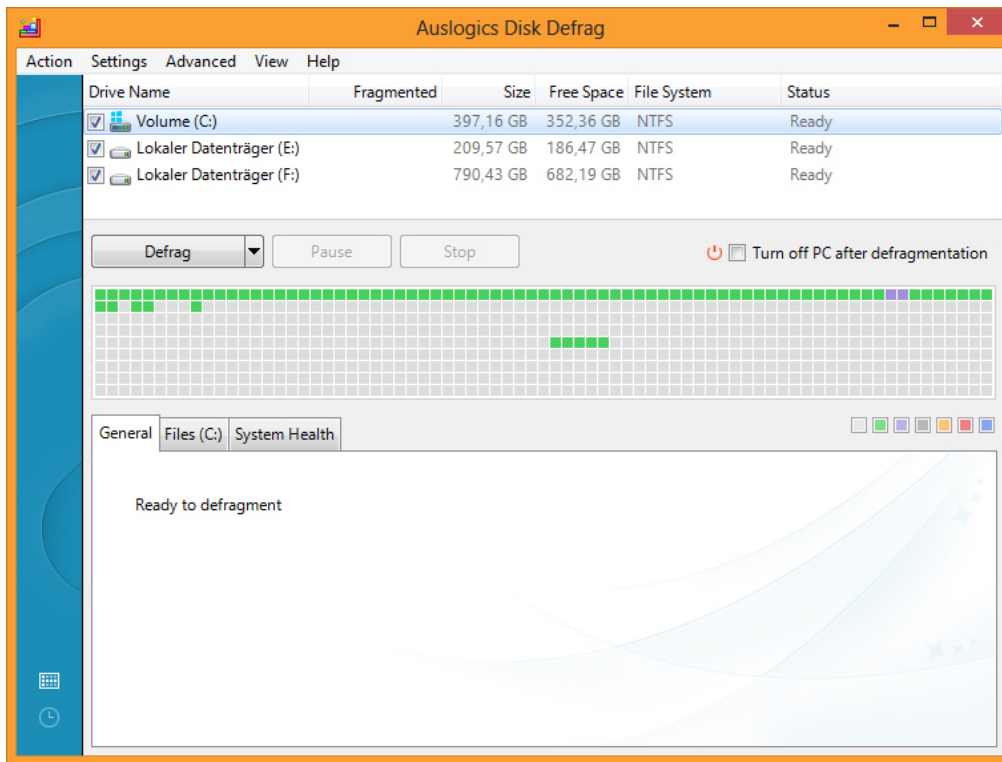 Auslogics Disk Defrag
Action Settings Advanced View Help
Drive Name Fragmented Size Free Space File System Status
Volume (C:) 397,16 GB 352,36 GB NTFS Ready
Lokaler Datenträger (E:) 209,57 GB 186,47 GB NTFS Ready
Lokaler Datenträger (F:) 790,43 GB 682,19 GB NTFS Ready
Defrag Pause Stop Turn off PC after defragmentation
General Files (C:) System Health
Ready to defragment